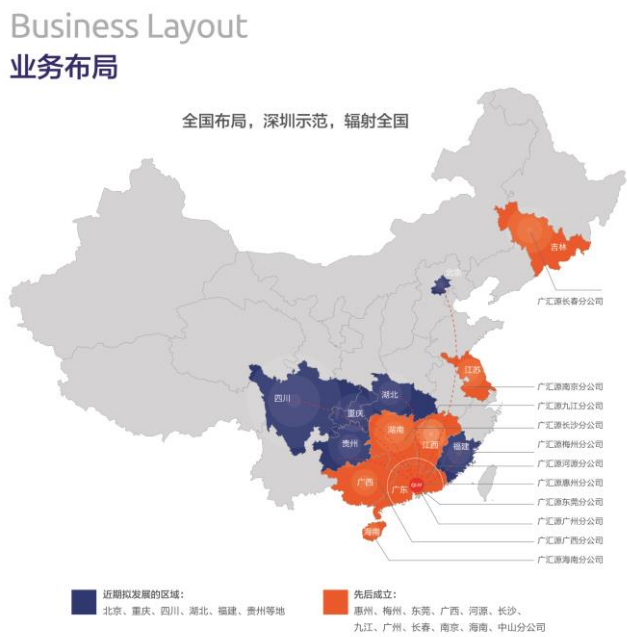 Business Layout
业务布局
全国布局，深圳示范，辐射全国
吉林
北京
广汇源长春分公司
江苏
广汇源南京分公司
四川
湖北
重庆
广汇源九江分公司
湖南
广汇源长沙分公司
贵州
江西
福建
广汇源梅州分公司
广汇源河源分公司
广西
广东
广汇源惠州分公司
广汇源东莞分公司
广汇源广州分公司
海南
广汇源广西分公司
广汇源海南分公司
近期拟发展的区域：
北京、重庆、四川、湖北、福建、贵州等地
先后成立：
惠州、梅州、东莞、广西、河源、长沙、
九江、广州、长春、南京、海南、中山分公司